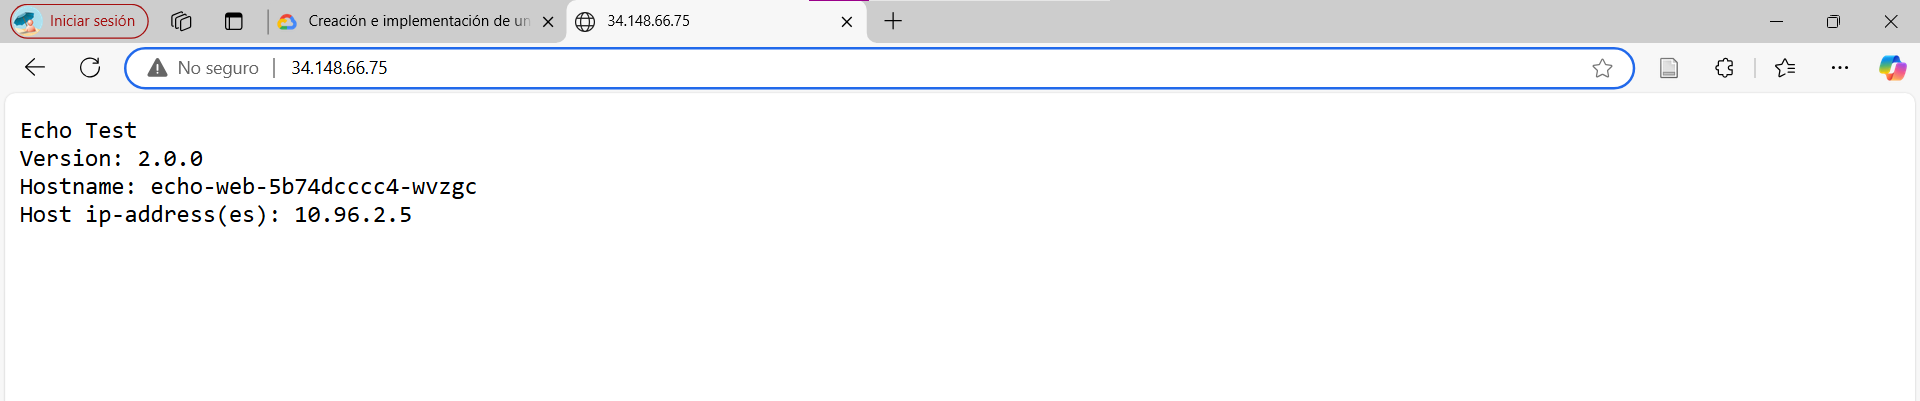 Iniciar sesión
Creación e implementación de un
34.148.66.75
No seguro
34.148.66.75
Echo Test
Version: 2.0.0
Hostname: echo-web-5b74dcccc4-wvzgc
Host ip-address(es): 10.96.2.5